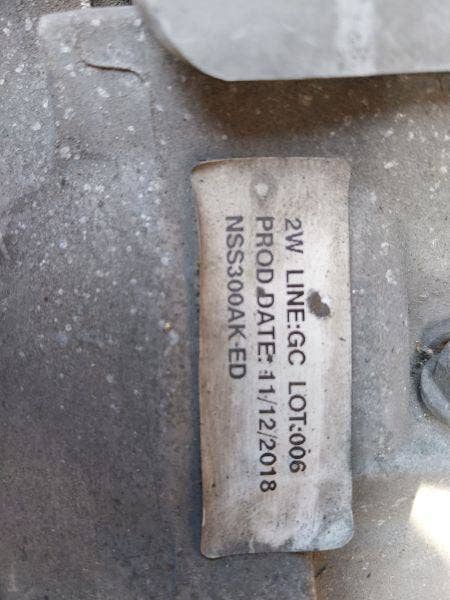 2W LINE:GC LOT:006
PROD.DATE: 11/12/2018
NSS300AK-ED